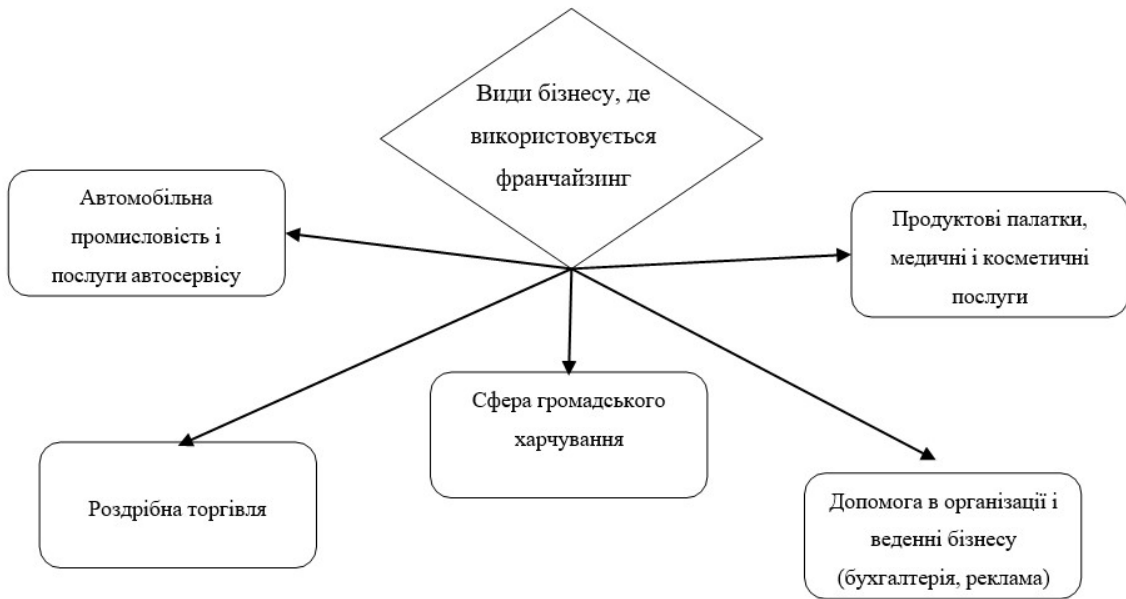 Види бізнесу, де
використовується
франчайзинг
Автомобільна
промисловість і
послуги автосервісу
Продуктові палатки,
медичні і косметичні
послуги
Сфера громадського
харчування
Роздрібна торгівля
Допомога в організації і
веденні бізнесу
(бухгалтерія, реклама)